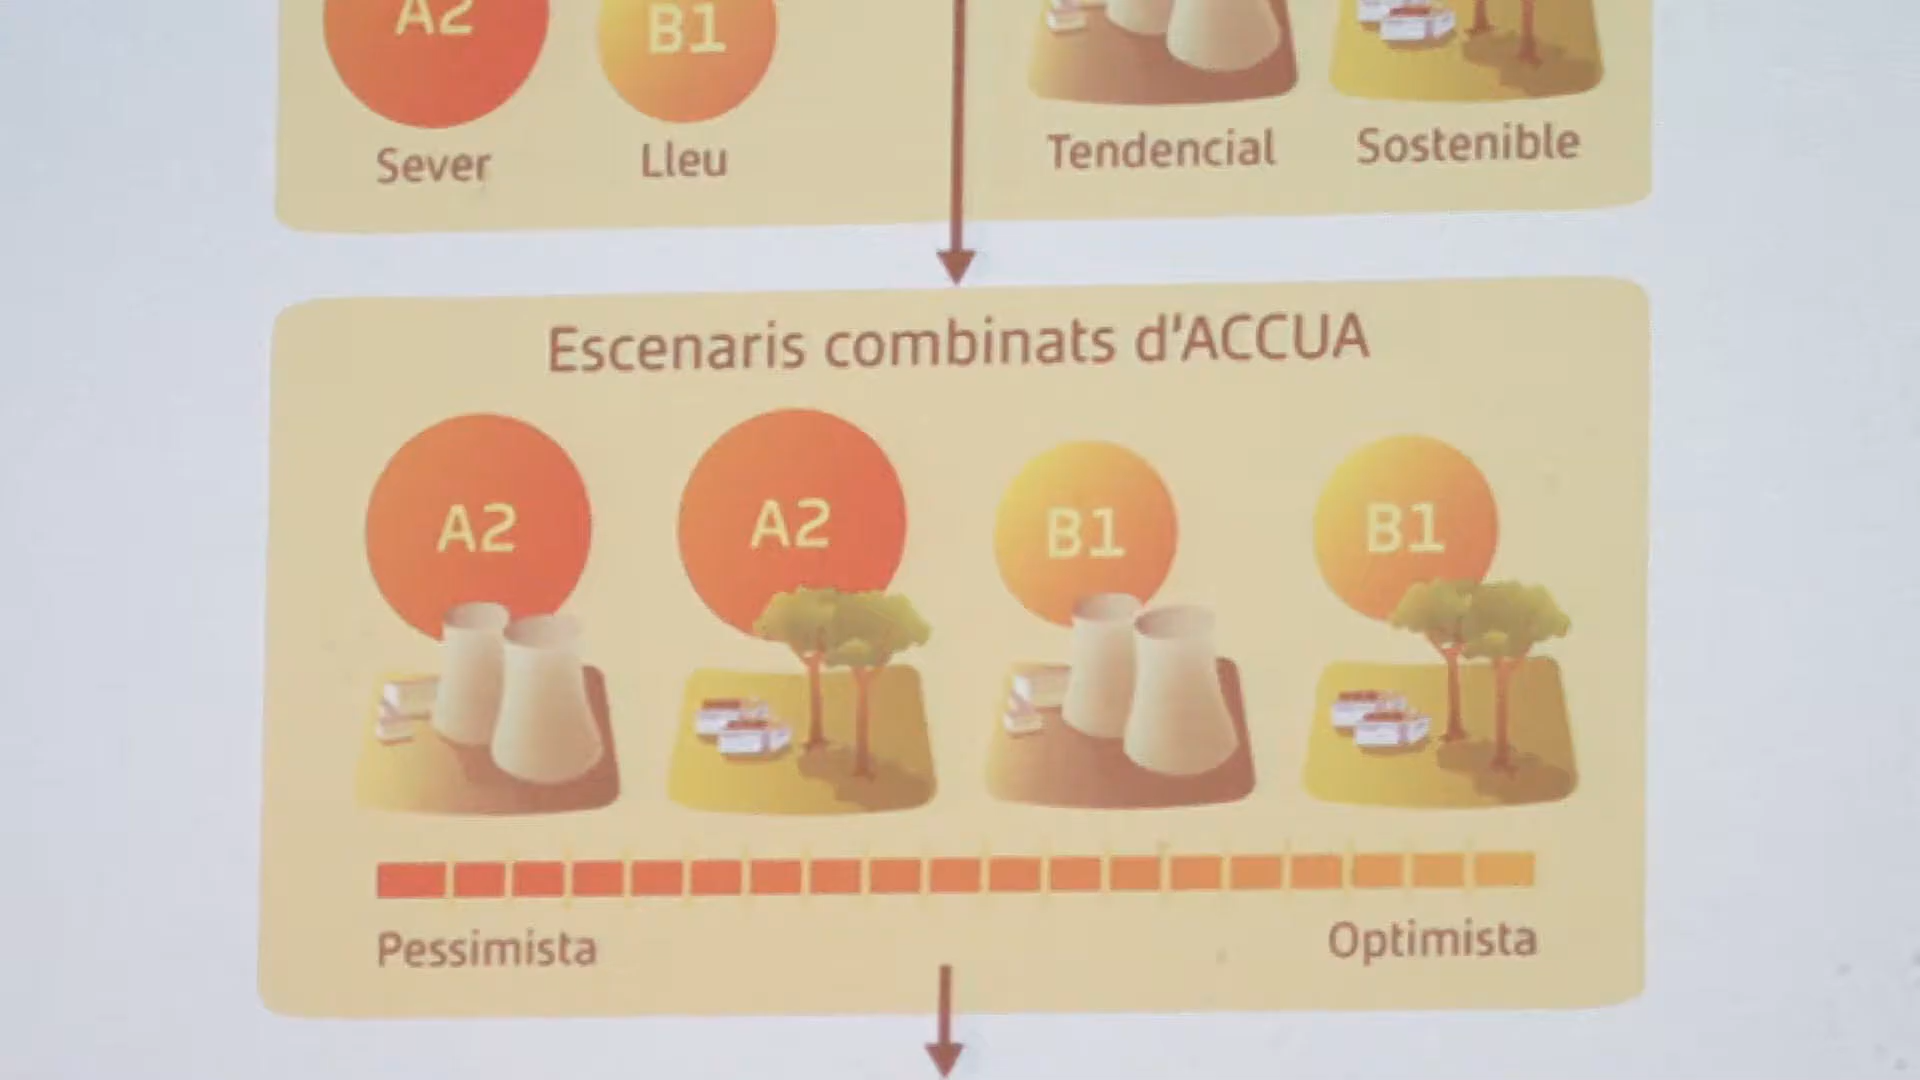 A2
B1
Sever
Lleu
Tendencial
Sostenible
Escenaris combinats d'ACCUA
A2
A2
B1
B1
Pessimista
Optimista